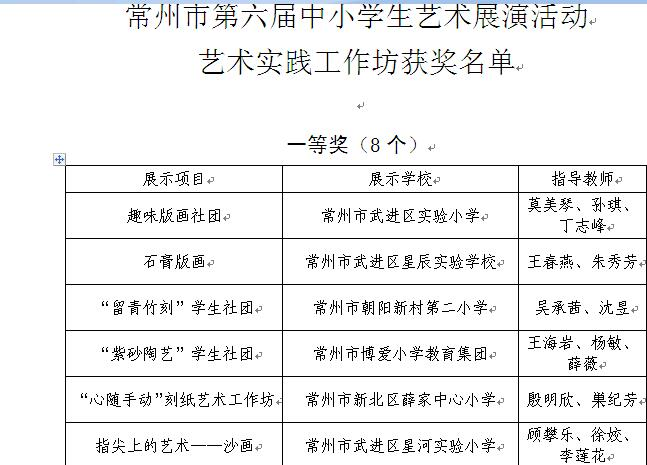 常州市第六届中小学生艺术展演活动
艺术实践工作坊获奖名单
一等奖（8 个）
展示项目 展示学校 指导教师
趣味版画社团 常州市武进区实验小学 莫美琴、孙琪、
丁志峰
石膏版画 常州市武进区星辰实验学校 王春燕、朱秀芳
“留青竹刻”学生社团 常州市朝阳新村第二小学 吴承茜、沈昱
“紫砂陶艺”学生社团 常州市博爱小学教育集团 王海岩、杨敏、
薛薇
“心随手动”刻纸艺术工作坊 常州市新北区薛家中心小学 殷明欣、巢纪芳
指尖上的艺术——沙画 常州市武进区星河实验小学 顾攀乐、徐姣、
李莲花